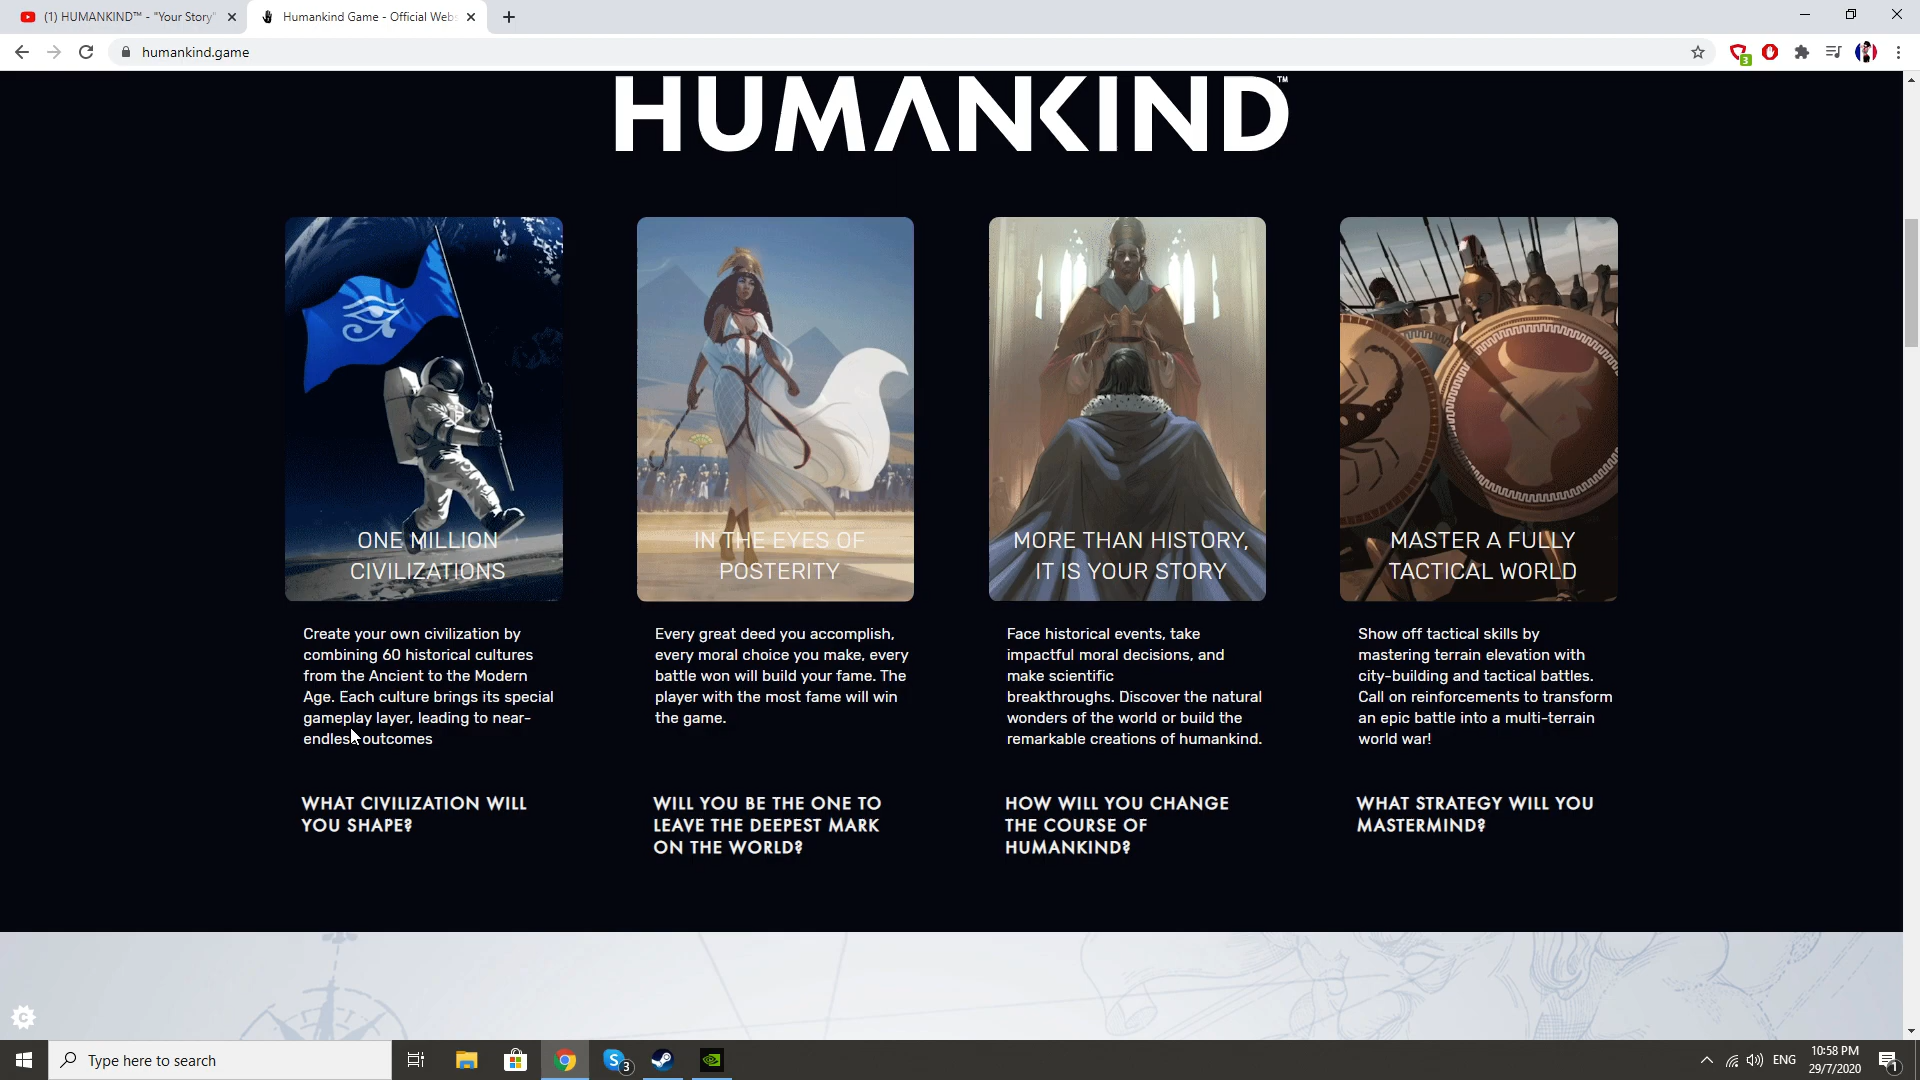 (1) HUMANKIND™ - "Your Story"
Humankind Game - Official Webs
humankind.game
3
HUMANKIND™
ONE MILLION
CIVILIZATIONS
Create your own civilization by
combining 60 historical cultures
from the Ancient to the Modern
Age. Each culture brings its special
gameplay layer, leading to near-
endless outcomes
WHAT CIVILIZATION WILL
YOU SHAPE?
IN THE EYES OF
POSTERITY
Every great deed you accomplish,
every moral choice you make, every
battle won will build your fame. The
player with the most fame will win
the game.
WILL YOU BE THE ONE TO
LEAVE THE DEEPEST MARK
ON THE WORLD?
MORE THAN HISTORY,
IT IS YOUR STORY
Face historical events, take
impactful moral decisions, and
make scientific
breakthroughs. Discover the natural
wonders of the world or build the
remarkable creations of humankind.
HOW WILL YOU CHANGE
THE COURSE OF
HUMANKIND?
MASTER A FULLY
TACTICAL WORLD
Show off tactical skills by
mastering terrain elevation with
city-building and tactical battles.
Call on reinforcements to transform
an epic battle into a multi-terrain
world war!
WHAT STRATEGY WILL YOU
MASTERMIND?
C
Type here to search
S
3
ENG
10:58 PM
29/7/2020
1